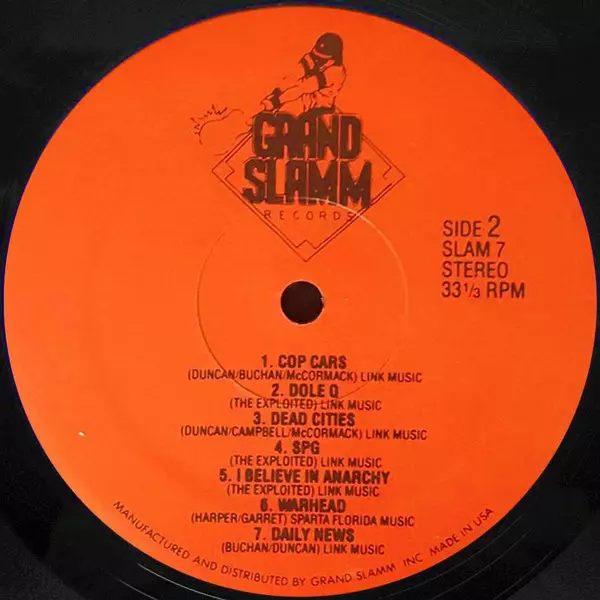 GRAND
SLAMM
RECORDS
SIDE 2
SLAM 7
STEREO
33 1/3 RPM
1. COP CARS
(DUNCAN/BUCHAN/McCORMACK) LINK MUSIC
2. DOLE Q
(THE EXPLOITED) LINK MUSIC
3. DEAD CITIES
(DUNCAN/CAMPBELL/McCORMACK) LINK MUSIC
4. SPG
(THE EXPLOITED) LINK MUSIC
5. I BELIEVE IN ANARCHY
(THE EXPLOITED) LINK MUSIC
6. WARHEAD
(HARPER/GARRET) SPARTA FLORIDA MUSIC
7. DAILY NEWS
(BUCHAN/DUNCAN) LINK MUSIC
MANUFACTURED AND DISTRIBUTED BY GRAND SLAMM, INC. MADE IN USA